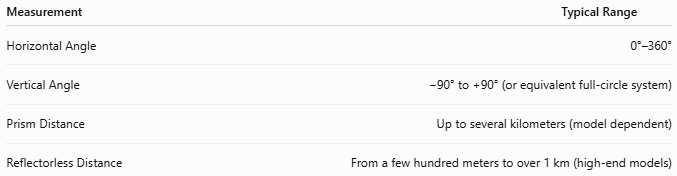 Measurement Typical Range
Horizontal Angle 0°–360°
Vertical Angle −90° to +90° (or equivalent full-circle system)
Prism Distance Up to several kilometers (model dependent)
Reflectorless Distance From a few hundred meters to over 1 km (high-end models)